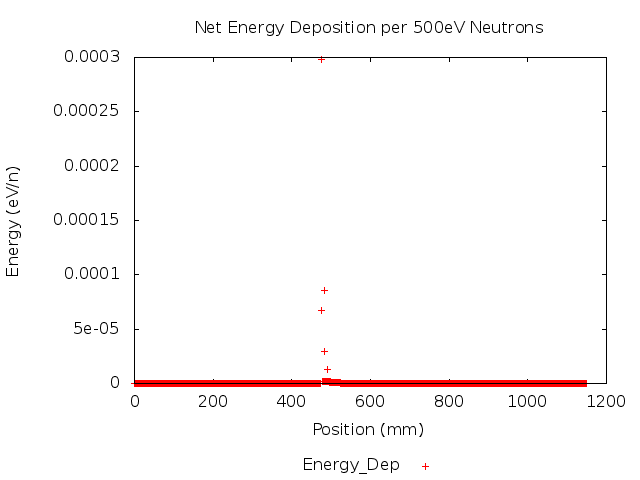 Net Energy Deposition per 500eV Neutrons
0.0003
0.00025
0.0002
0.00015
0.0001
5e-05
0
Energy (eV/n)
0 200 400 600 800 1000 1200
Position (mm)
Energy_Dep